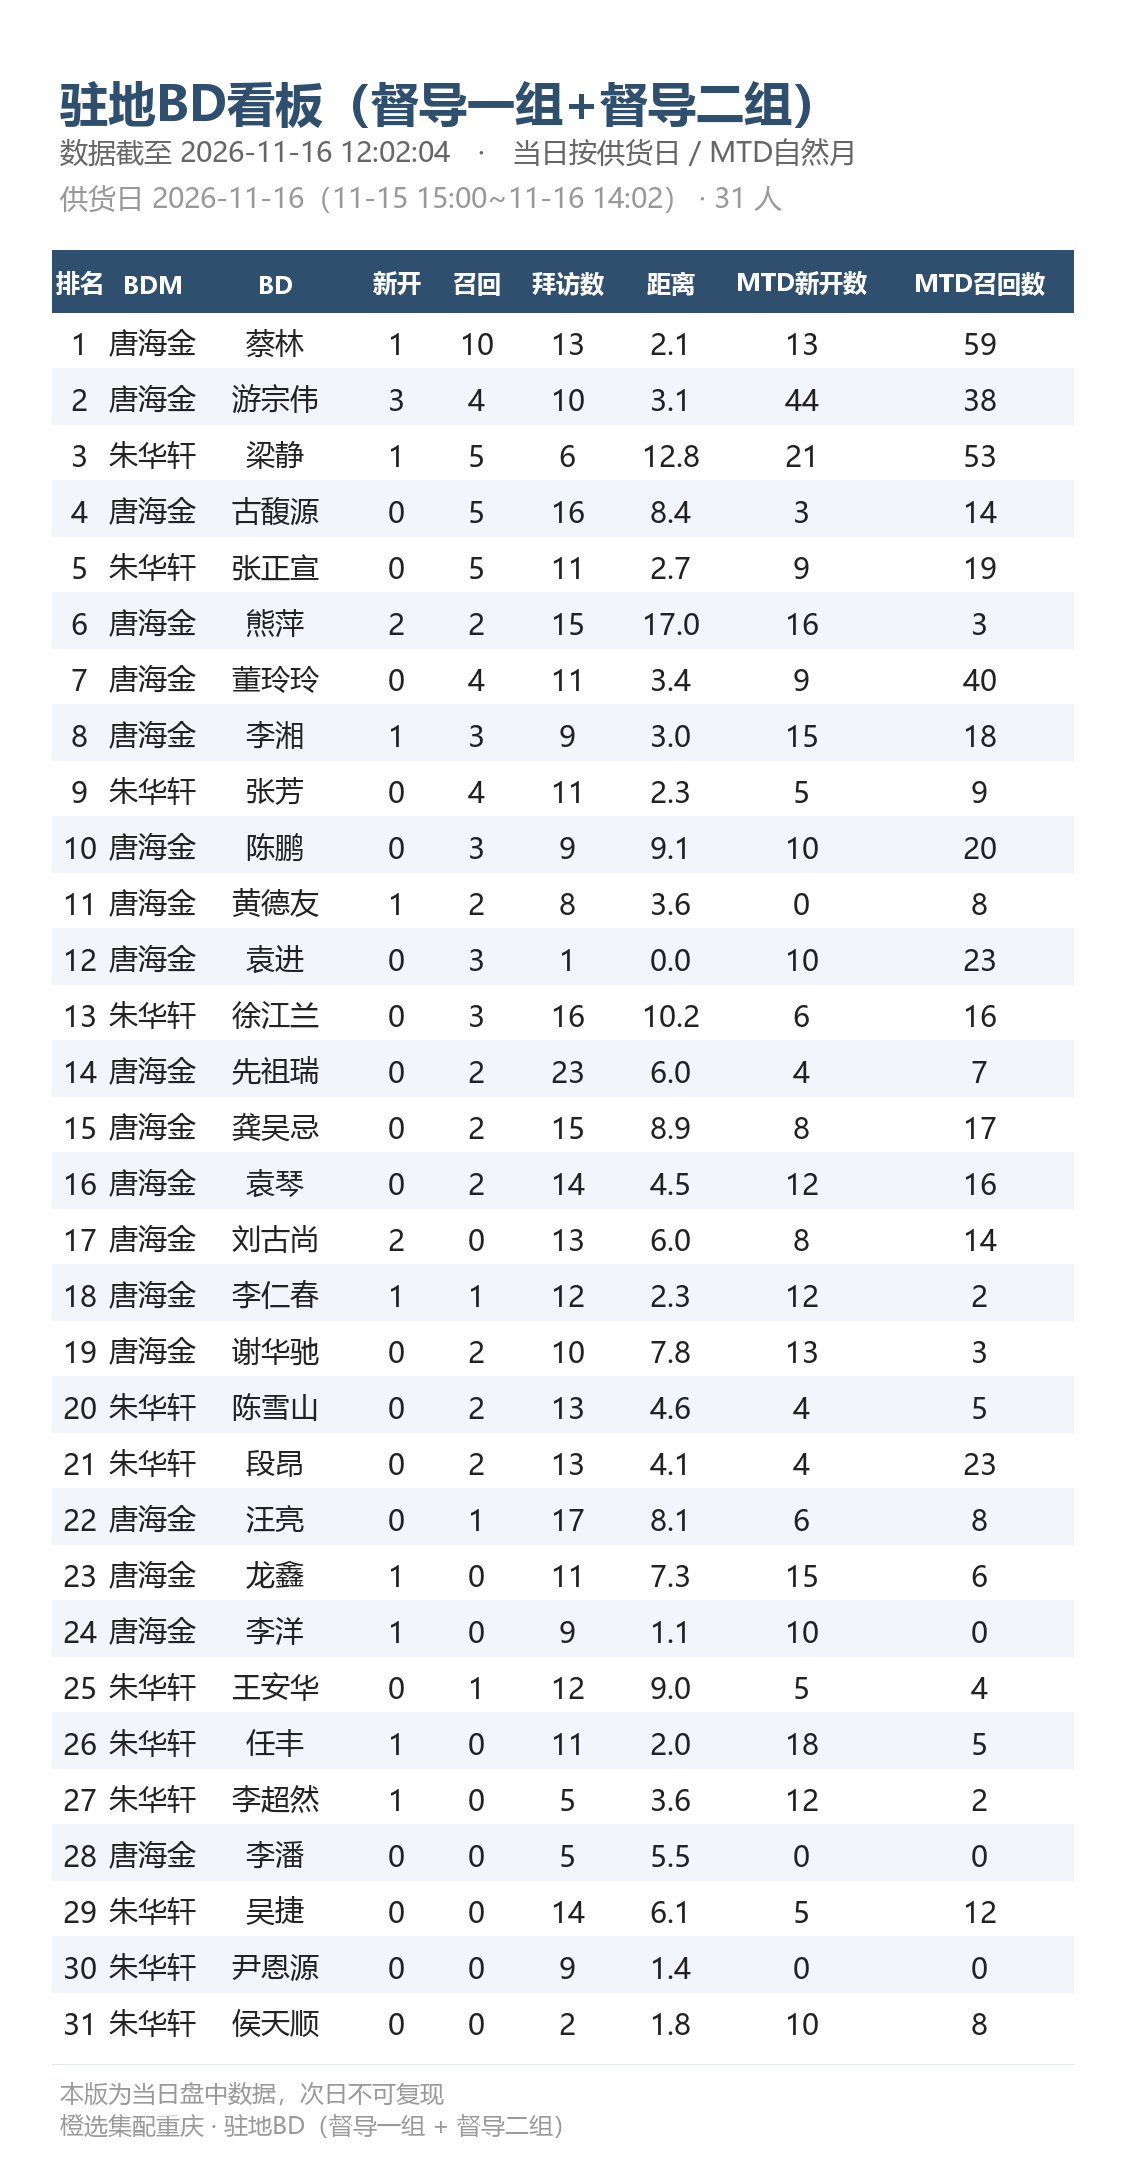 驻地BD看板（督导一组+督导二组）
数据截至 2026-11-16 12:02:04 · 当日按供货日 / MTD自然月
供货日 2026-11-16（11-15 15:00~11-16 14:02） · 31 人
排名 BDM BD 新开 召回 拜访数 距离 MTD新开数 MTD召回数
1 唐海金 蔡林 1 10 13 2.1 13 59
2 唐海金 游宗伟 3 4 10 3.1 44 38
3 朱华轩 梁静 1 5 6 12.8 21 53
4 唐海金 古馥源 0 5 16 8.4 3 14
5 朱华轩 张正宣 0 5 11 2.7 9 19
6 唐海金 熊萍 2 2 15 17.0 16 3
7 唐海金 董玲玲 0 4 11 3.4 9 40
8 唐海金 李湘 1 3 9 3.0 15 18
9 朱华轩 张芳 0 4 11 2.3 5 9
10 唐海金 陈鹏 0 3 9 9.1 10 20
11 唐海金 黄德友 1 2 8 3.6 0 8
12 唐海金 袁进 0 3 1 0.0 10 23
13 朱华轩 徐江兰 0 3 16 10.2 6 16
14 唐海金 先祖瑞 0 2 23 6.0 4 7
15 唐海金 龚吴忌 0 2 15 8.9 8 17
16 唐海金 袁琴 0 2 14 4.5 12 16
17 唐海金 刘古尚 2 0 13 6.0 8 14
18 唐海金 李仁春 1 1 12 2.3 12 2
19 唐海金 谢华驰 0 2 10 7.8 13 3
20 朱华轩 陈雪山 0 2 13 4.6 4 5
21 朱华轩 段昂 0 2 13 4.1 4 23
22 唐海金 汪亮 0 1 17 8.1 6 8
23 唐海金 龙鑫 1 0 11 7.3 15 6
24 唐海金 李洋 1 0 9 1.1 10 0
25 朱华轩 王安华 0 1 12 9.0 5 4
26 朱华轩 任丰 1 0 11 2.0 18 5
27 朱华轩 李超然 1 0 5 3.6 12 2
28 唐海金 李潘 0 0 5 5.5 0 0
29 朱华轩 吴捷 0 0 14 6.1 5 12
30 朱华轩 尹恩源 0 0 9 1.4 0 0
31 朱华轩 侯天顺 0 0 2 1.8 10 8
本版为当日盘中数据，次日不可复现
橙选集配重庆 · 驻地BD（督导一组 + 督导二组）